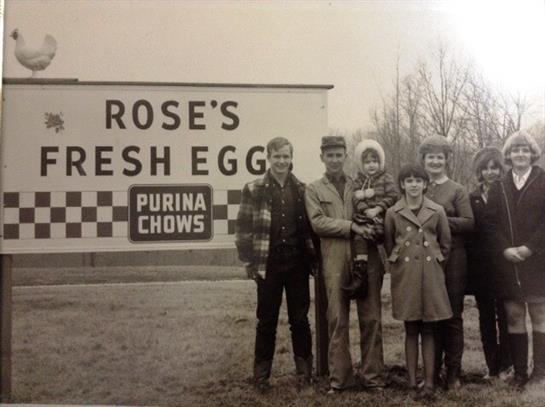 ROSE'S
FRESH EGG
PURINA
CHOWS